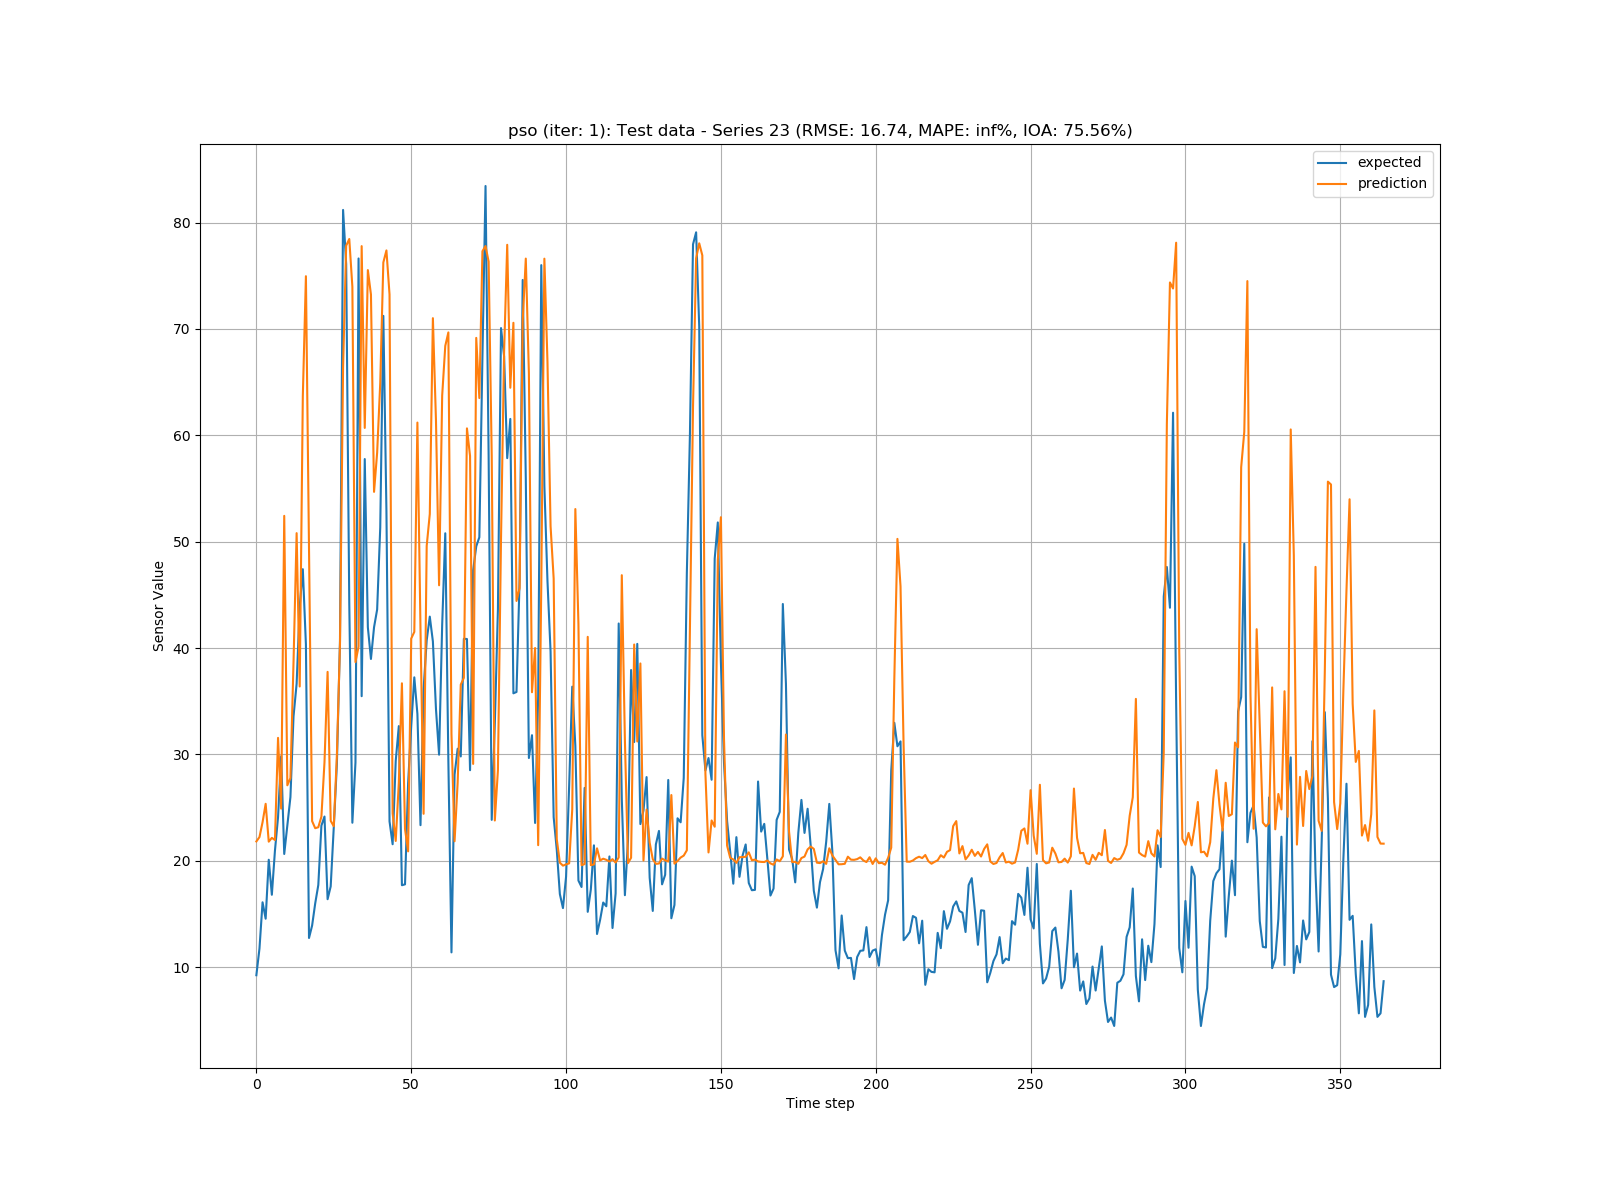 pso (iter: 1): Test data - Series 23 (RMSE: 16.74, MAPE: inf%, IOA: 75.56%)
expected
prediction
80
70
60
50
40
30
20
10
Sensor Value
0 50 100 150 200 250 300 350
Time step